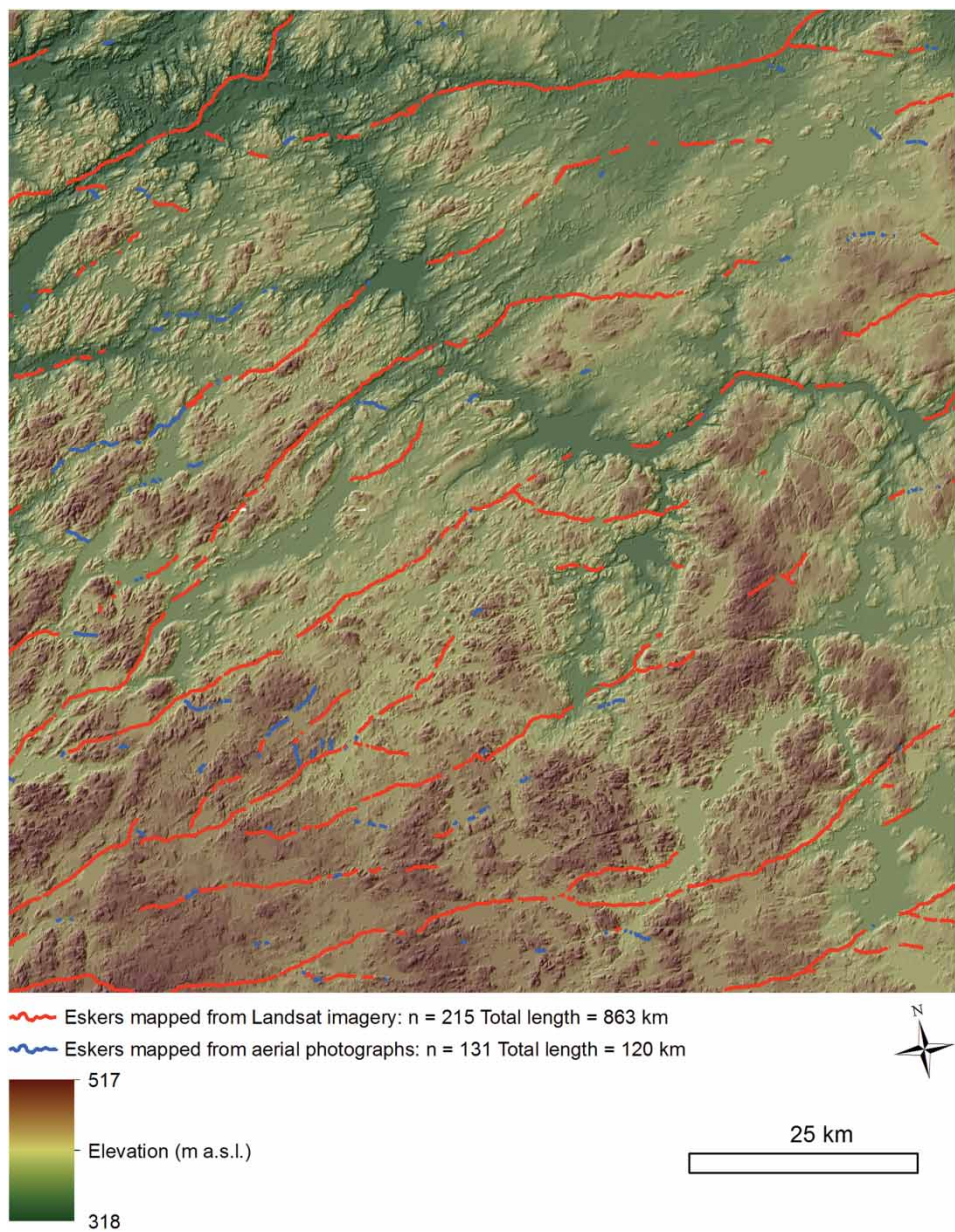 Eskers mapped from Landsat imagery: n = 215 Total length = 863 km
Eskers mapped from aerial photographs: n = 131 Total length = 120 km
N
517
Elevation (m a.s.l.)
318
25 km